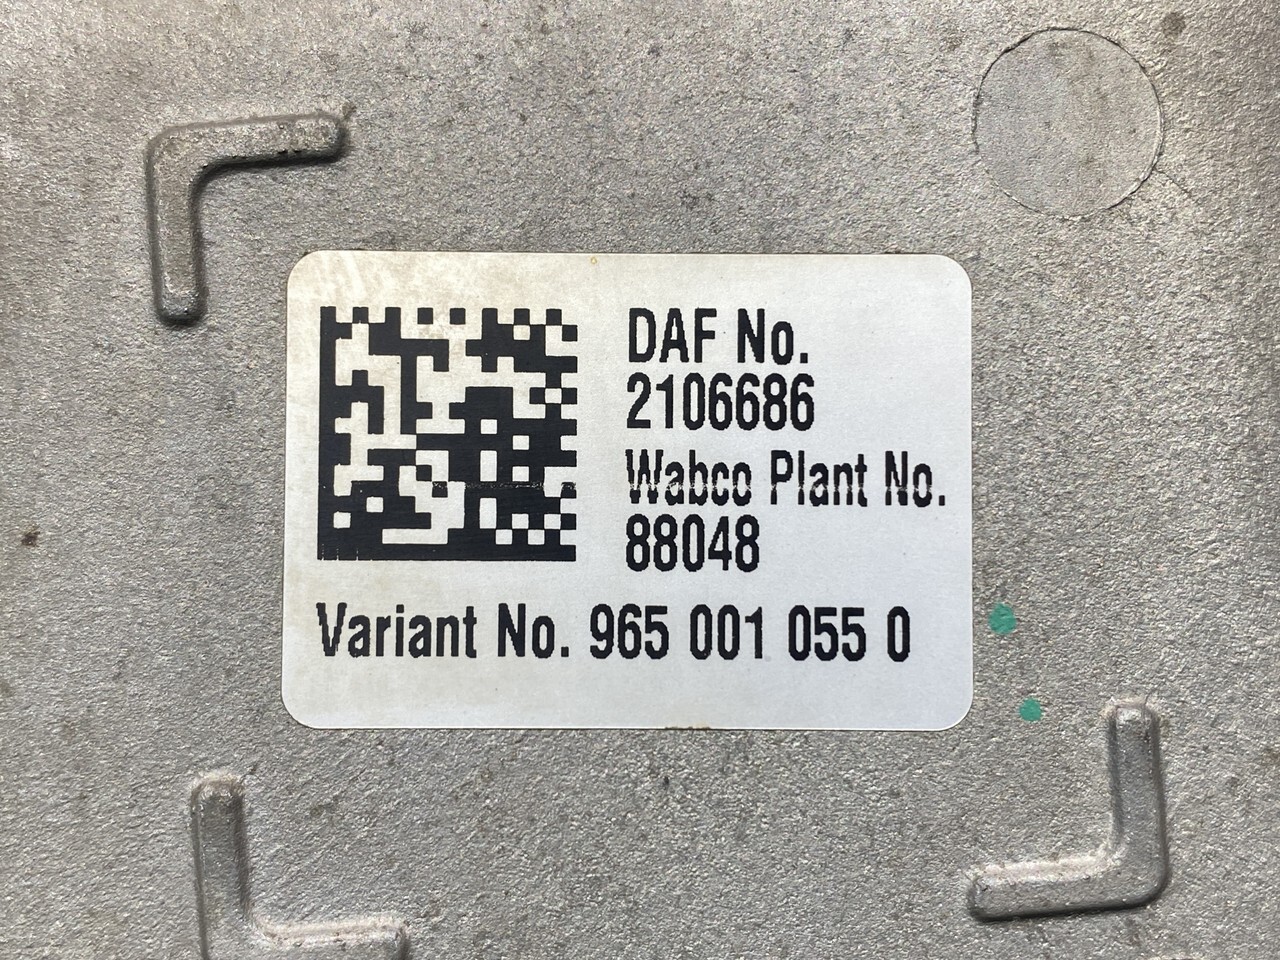 DAF No.
2106686
Wabco Plant No.
88048
Variant No. 965 001 055 0